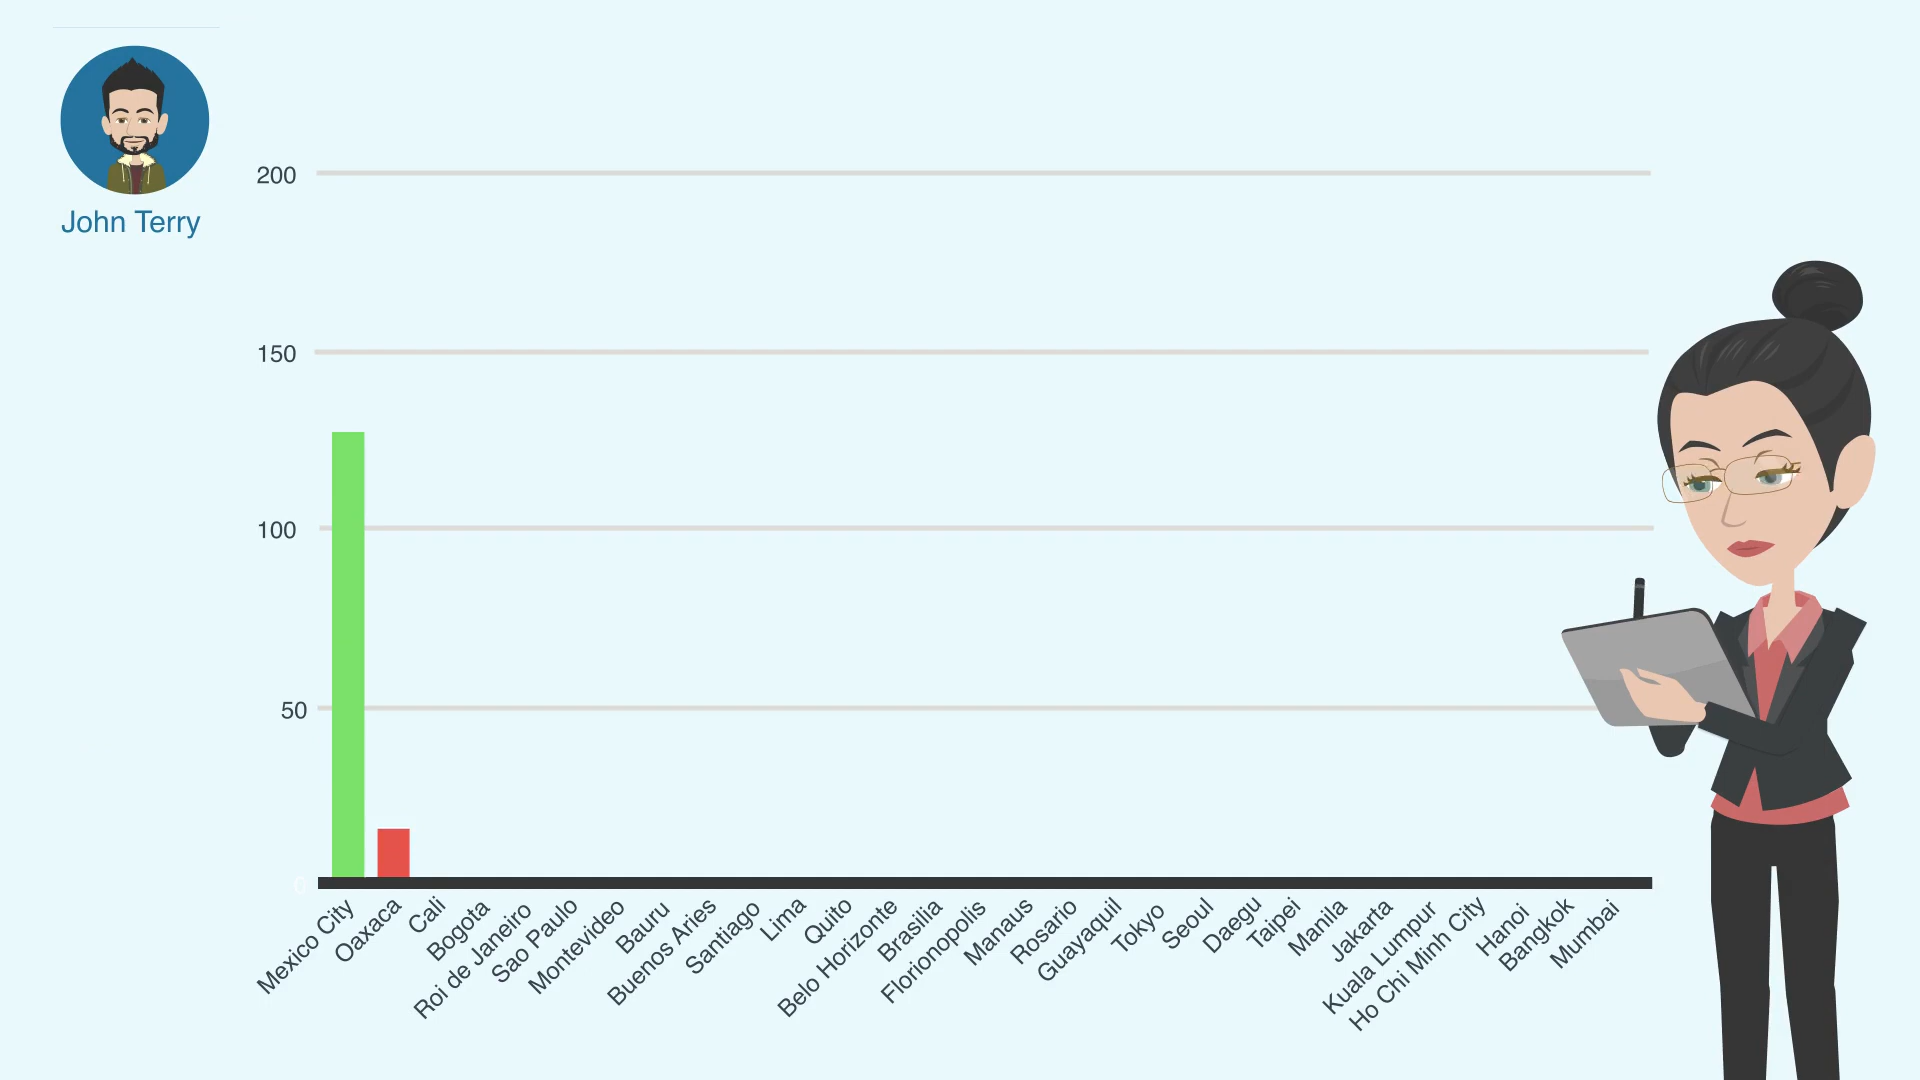 John Terry
200
150
100
50
0
Mexico City
Oaxaca
Cali
Bogota
Roi de Janeiro
Sao Paulo
Montevideo
Bauru
Buenos Aries
Santiago
Lima
Quito
Belo Horizonte
Brasilia
Florionopolis
Manaus
Rosario
Guayaquil
Tokyo
Seoul
Daegu
Taipei
Manila
Jakarta
Kuala Lumpur
Ho Chi Minh City
Hanoi
Bangkok
Mumbai